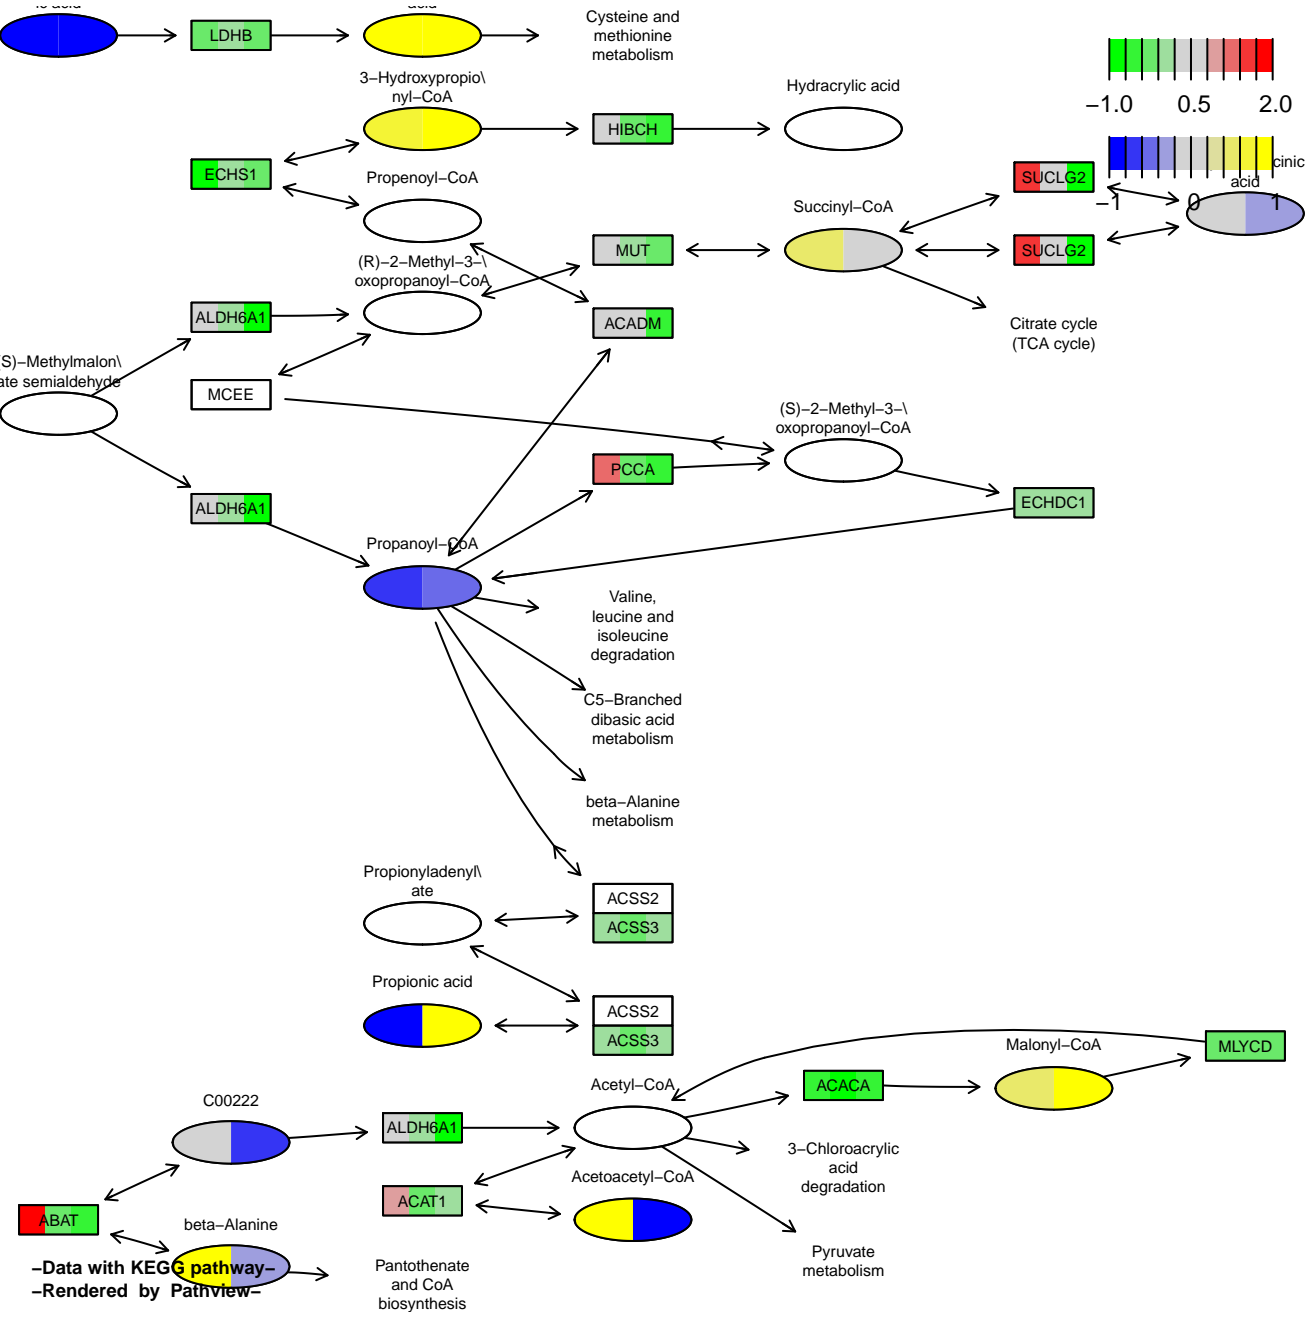 ic acid
acid
LDHB
Cysteine and
methionine
metabolism
3−Hydroxypropio\
nyl−CoA
HIBCH
Hydracrylic acid
−1.0 0.5 2.0
−1 0 1
ECHS1
Propenoyl−CoA
SUCLG2
cinic
acid
Succinyl−CoA
MUT
SUCLG2
(R)−2−Methyl−3−\
oxopropanoyl−CoA
ALDH6A1
ACADM
Citrate cycle
(TCA cycle)
S)−Methylmalon\
ate semialdehyde
MCEE
(S)−2−Methyl−3−\
oxopropanoyl−CoA
PCCA
ALDH6A1
ECHDC1
Propanoyl−CoA
Valine,
leucine and
isoleucine
degradation
C5−Branched
dibasic acid
metabolism
beta−Alanine
metabolism
Propionyladenyl\
ate
ACSS2
ACSS3
Propionic acid
ACSS2
ACSS3
Malonyl−CoA
MLYCD
Acetyl−CoA
ACACA
C00222
ALDH6A1
3−Chloroacrylic
acid
degradation
Acetoacetyl−CoA
ACAT1
ABAT
beta−Alanine
Pyruvate
metabolism
Pantothenate
and CoA
biosynthesis
−Data with KEGG pathway−
−Rendered by Pathview−